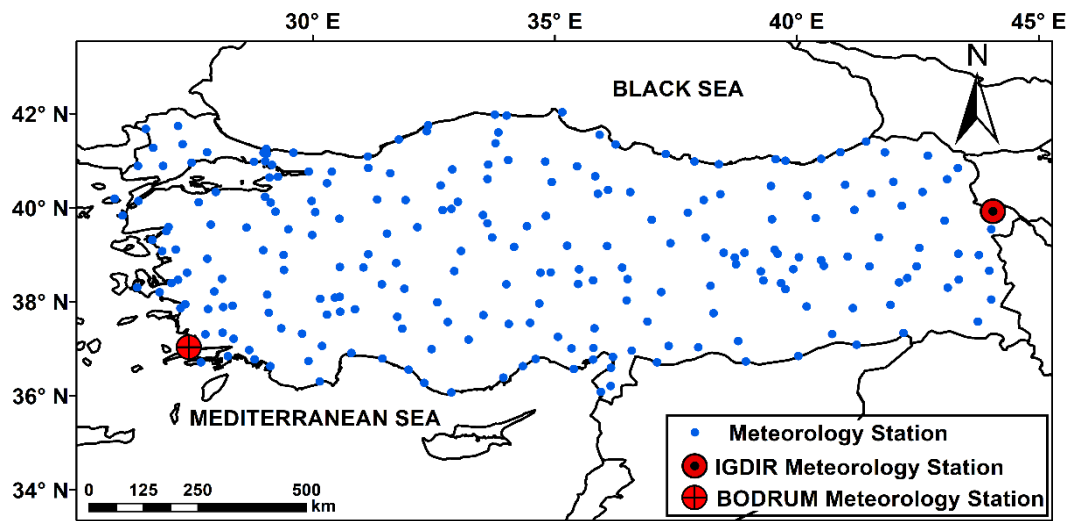 30° E 35° E 40° E 45° E
BLACK SEA
N
42° N
40° N
38° N
36° N
34° N
MEDITERRANEAN SEA
Meteorology Station
IGDIR Meteorology Station
BODRUM Meteorology Station
0 125 250 500
km